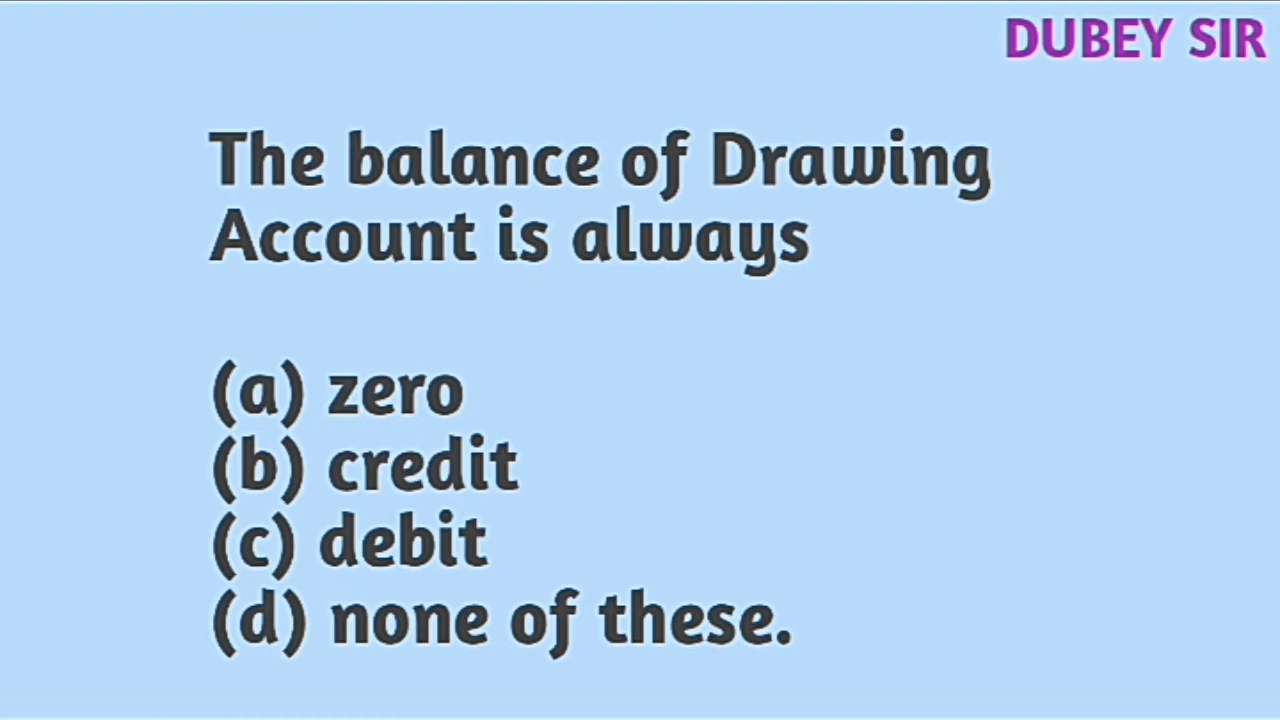 DUBEY SIR
The balance of Drawing
Account is always
(a) zero
(b) credit
(c) debit
(d) none of these.